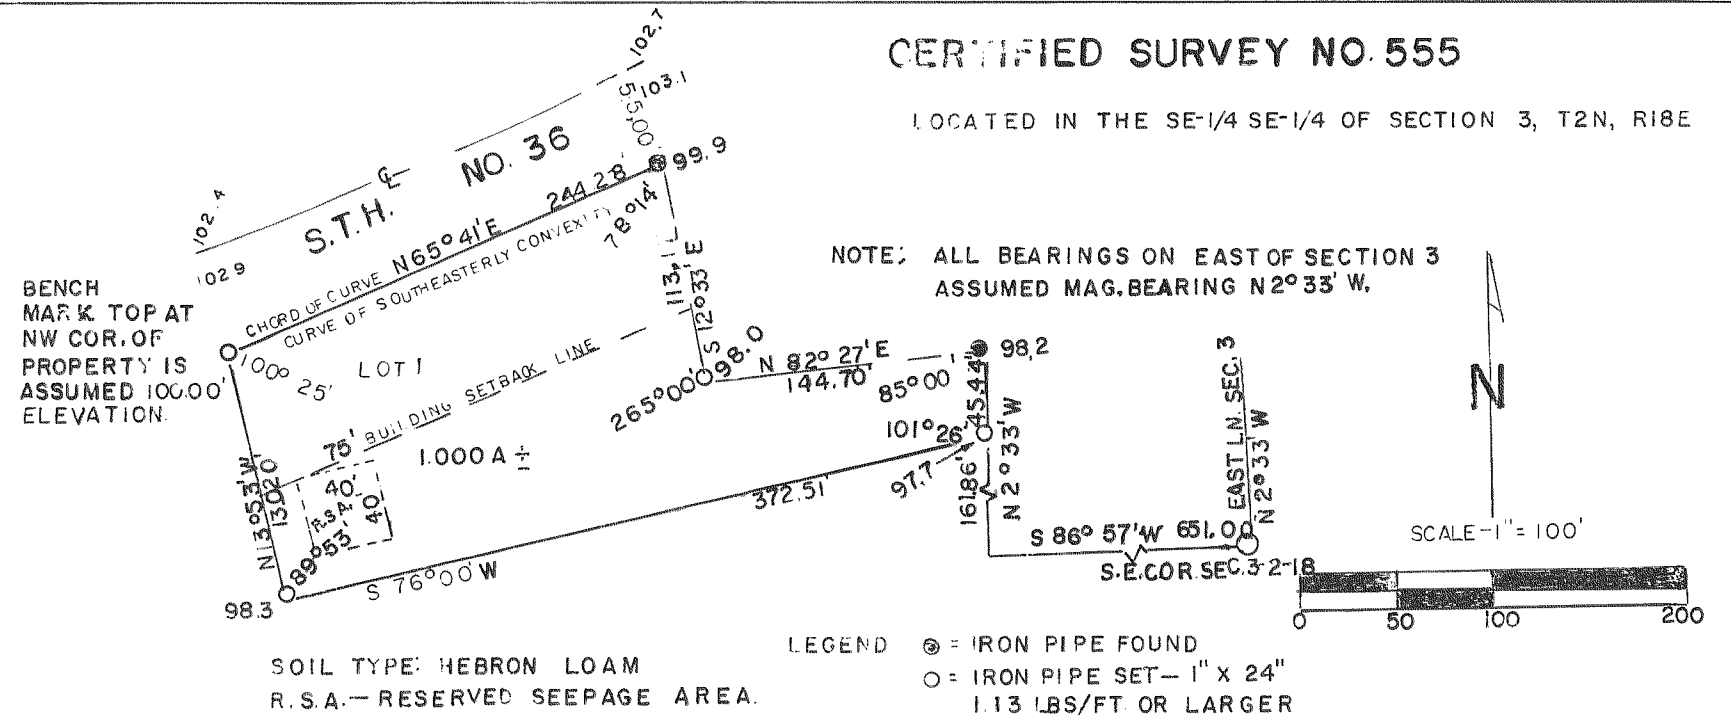 CERTIFIED SURVEY NO. 555
LOCATED IN THE SE-1/4 SE-1/4 OF SECTION 3, T2N, R18E
102.7
103.1
55.00
102.4
102.9
S.T.H. ℄ NO. 36
99.9
CHORD OF CURVE N65°41'E 244.28'
CURVE OF SOUTHEASTERLY CONVEXITY
78°14'
NOTE: ALL BEARINGS ON EAST OF SECTION 3
ASSUMED MAG. BEARING N2°33' W.
BENCH
MARK TOP AT
NW COR. OF
PROPERTY IS
ASSUMED 100.00'
ELEVATION.
100° 25'
LOT 1
S 12°33' E
98.0
265°00'
N 82° 27' E
144.70'
85°00'
98.2
45.44'
N 2°33' W
101°26'
97.7
161.86'
75' BUILDING SETBACK LINE
1.000 A ±
40'
R.S.A.
40'
N 13°53' W
130.20'
89°53'
98.3
S 76°00' W
372.51'
EAST LN. SEC. 3
N 2°33' W
S 86° 57' W 651.00'
S.E. COR. SEC. 3-2-18
N
SCALE-1" = 100'
0 50 100 200
SOIL TYPE: HEBRON LOAM
R.S.A.- RESERVED SEEPAGE AREA.
LEGEND = IRON PIPE FOUND
○ = IRON PIPE SET- 1" X 24"
1.13 LBS/FT. OR LARGER